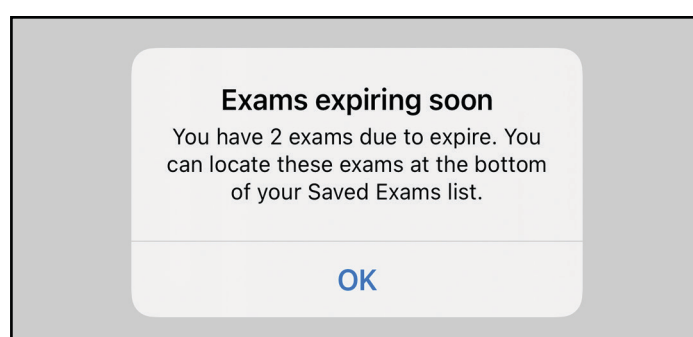 Exams expiring soon
You have 2 exams due to expire. You
can locate these exams at the bottom
of your Saved Exams list.
OK